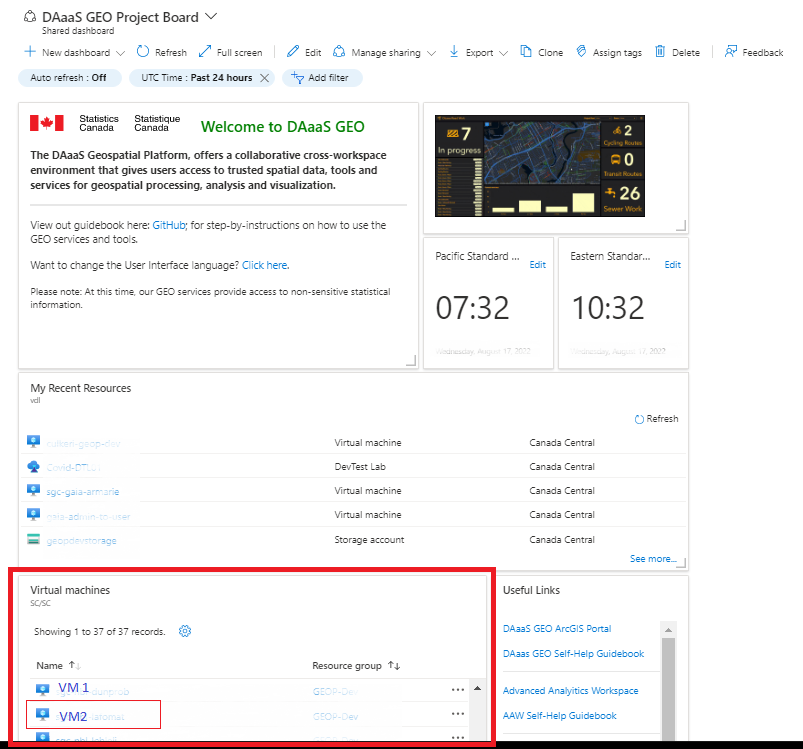 DAaaS GEO Project Board
Shared dashboard
New dashboard Refresh Full screen Edit Manage sharing Export Clone Assign tags Delete Feedback
Auto refresh : Off UTC Time : Past 24 hours Add filter
Statistics Canada Statistique Canada
Welcome to DAaaS GEO
The DAaaS Geospatial Platform, offers a collaborative cross-workspace
environment that gives users access to trusted spatial data, tools and
services for geospatial processing, analysis and visualization.
View out guidebook here: GitHub; for step-by-instructions on how to use the
GEO services and tools.
Want to change the User Interface language? Click here.
Please note: At this time, our GEO services provide access to non-sensitive statistical
information.
7
In progress
2
Cycling Routes
0
Transit Routes
26
Sewer Work
Pacific Standard ...
Edit
07:32
Wednesday, August 17, 2022
Eastern Standar...
Edit
10:32
Wednesday, August 17, 2022
My Recent Resources
vdl
Refresh
Virtual machine Canada Central
DevTest Lab Canada Central
sgc-gaia-armarie Virtual machine Canada Central
gaia-admin-to-user Virtual machine Canada Central
geopdevstorage Storage account Canada Central
See more...
Virtual machines
SC/SC
Showing 1 to 37 of 37 records.
Name ↑↓ Resource group ↑↓
VM 1 GEOP-Dev ...
VM2 GEOP-Dev ...
...
Useful Links
DAaaS GEO ArcGIS Portal
DAaas GEO Self-Help Guidebook
Advanced Analyitics Workspace
AAW Self-Help Guidebook